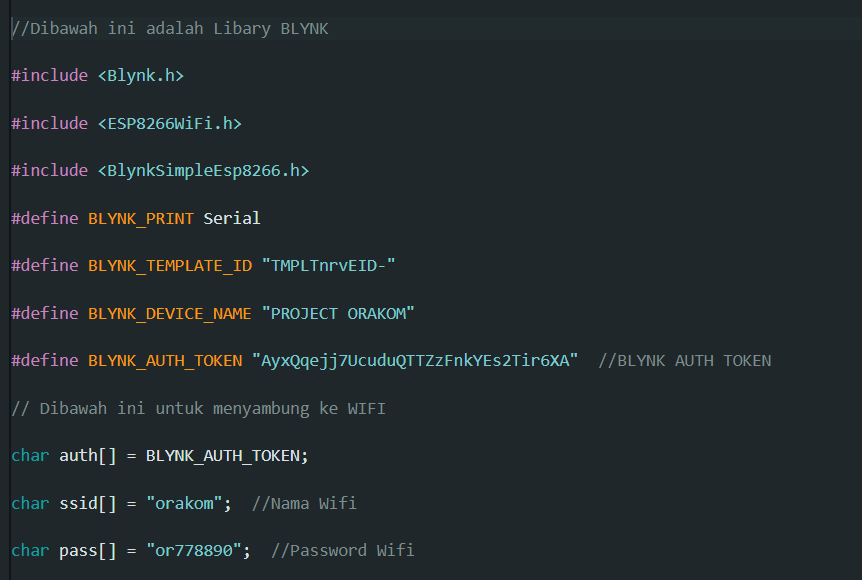 //Dibawah ini adalah Libary BLYNK
#include <Blynk.h>
#include <ESP8266WiFi.h>
#include <BlynkSimpleEsp8266.h>
#define BLYNK_PRINT Serial
#define BLYNK_TEMPLATE_ID "TMPLTnrvEID-"
#define BLYNK_DEVICE_NAME "PROJECT ORAKOM"
#define BLYNK_AUTH_TOKEN "AyxQqejj7UcuduQTTZzFnkYEs2Tir6XA"  //BLYNK AUTH TOKEN
// Dibawah ini untuk menyambung ke WIFI
char auth[] = BLYNK_AUTH_TOKEN;
char ssid[] = "orakom";  //Nama Wifi
char pass[] = "or778890";  //Password Wifi